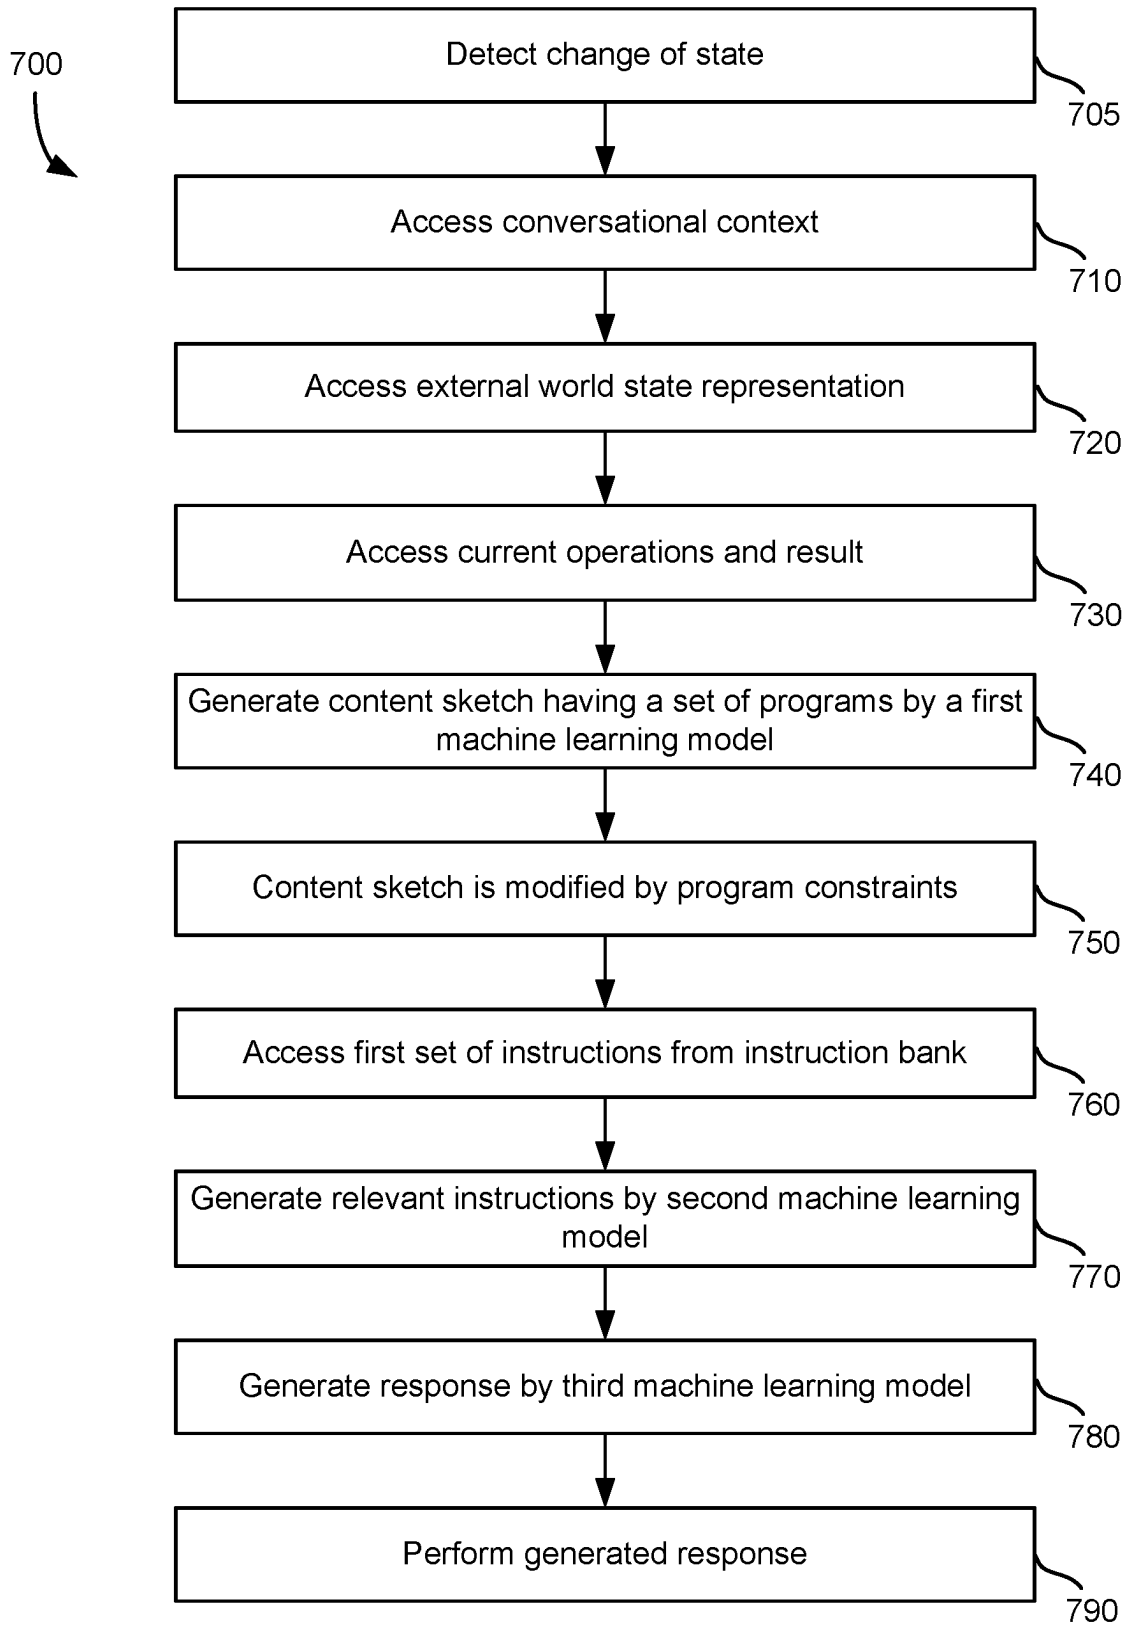 Detect change of state
700
705
Access conversational context
710
Access external world state representation
720
Access current operations and result
730
Generate content sketch having a set of programs by a first
machine learning model
740
Content sketch is modified by program constraints
750
Access first set of instructions from instruction bank
760
Generate relevant instructions by second machine learning
model
770
Generate response by third machine learning model
780
Perform generated response
790